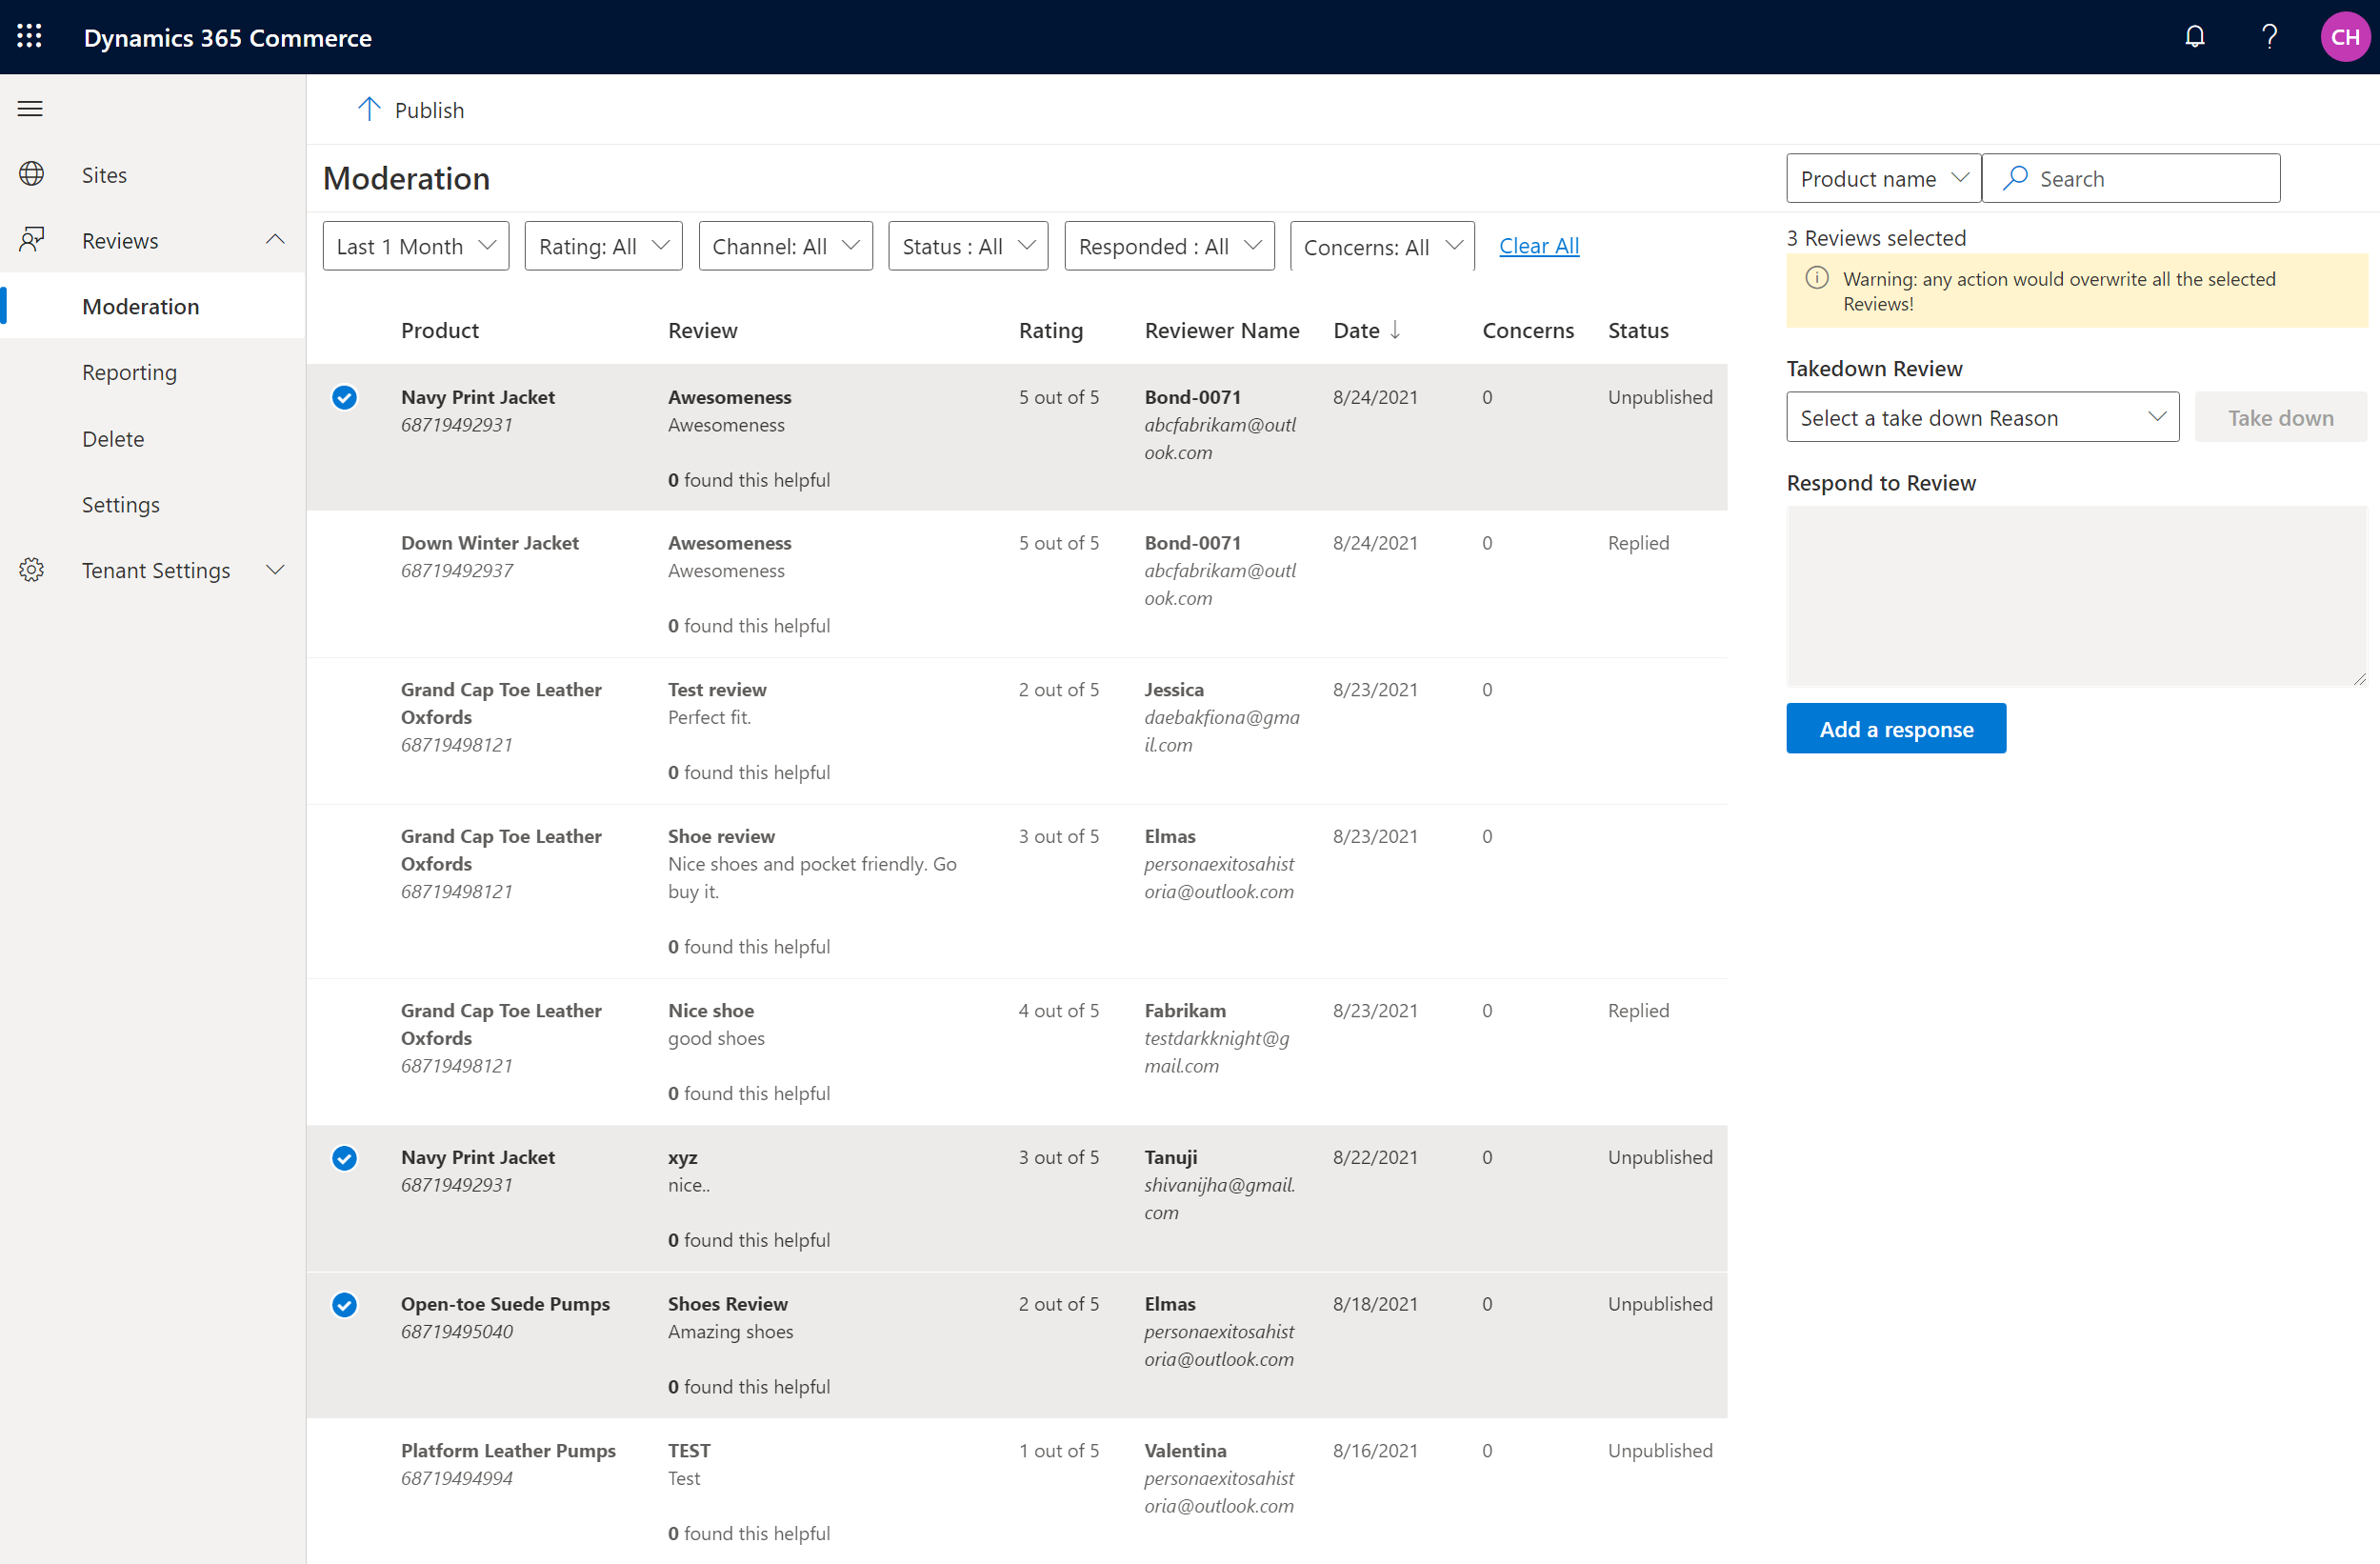 Dynamics 365 Commerce
CH
Publish
Sites
Reviews
Moderation
Reporting
Delete
Settings
Tenant Settings
Moderation
Product name
Search
Last 1 Month
Rating: All
Channel: All
Status : All
Responded : All
Concerns: All
Clear All
Product Review Rating Reviewer Name Date Concerns Status
Navy Print Jacket Awesomeness 5 out of 5 Bond-0071 8/24/2021 0 Unpublished
68719492931 Awesomeness abcfabrikam@outl
ook.com
0 found this helpful
Down Winter Jacket Awesomeness 5 out of 5 Bond-0071 8/24/2021 0 Replied
68719492937 Awesomeness abcfabrikam@outl
ook.com
0 found this helpful
Grand Cap Toe Leather Test review 2 out of 5 Jessica 8/23/2021 0
Oxfords Perfect fit. daebakfiona@gma
68719498121 il.com
0 found this helpful
Grand Cap Toe Leather Shoe review 3 out of 5 Elmas 8/23/2021 0
Oxfords Nice shoes and pocket friendly. Go personaexitosahist
68719498121 buy it. oria@outlook.com
0 found this helpful
Grand Cap Toe Leather Nice shoe 4 out of 5 Fabrikam 8/23/2021 0 Replied
Oxfords good shoes testdarkknight@g
68719498121 mail.com
0 found this helpful
Navy Print Jacket xyz 3 out of 5 Tanuji 8/22/2021 0 Unpublished
68719492931 nice.. shivanijha@gmail.
com
0 found this helpful
Open-toe Suede Pumps Shoes Review 2 out of 5 Elmas 8/18/2021 0 Unpublished
68719495040 Amazing shoes personaexitosahist
oria@outlook.com
0 found this helpful
Platform Leather Pumps TEST 1 out of 5 Valentina 8/16/2021 0 Unpublished
68719494994 Test personaexitosahist
oria@outlook.com
0 found this helpful
3 Reviews selected
Warning: any action would overwrite all the selected
Reviews!
Takedown Review
Select a take down Reason
Take down
Respond to Review
Add a response